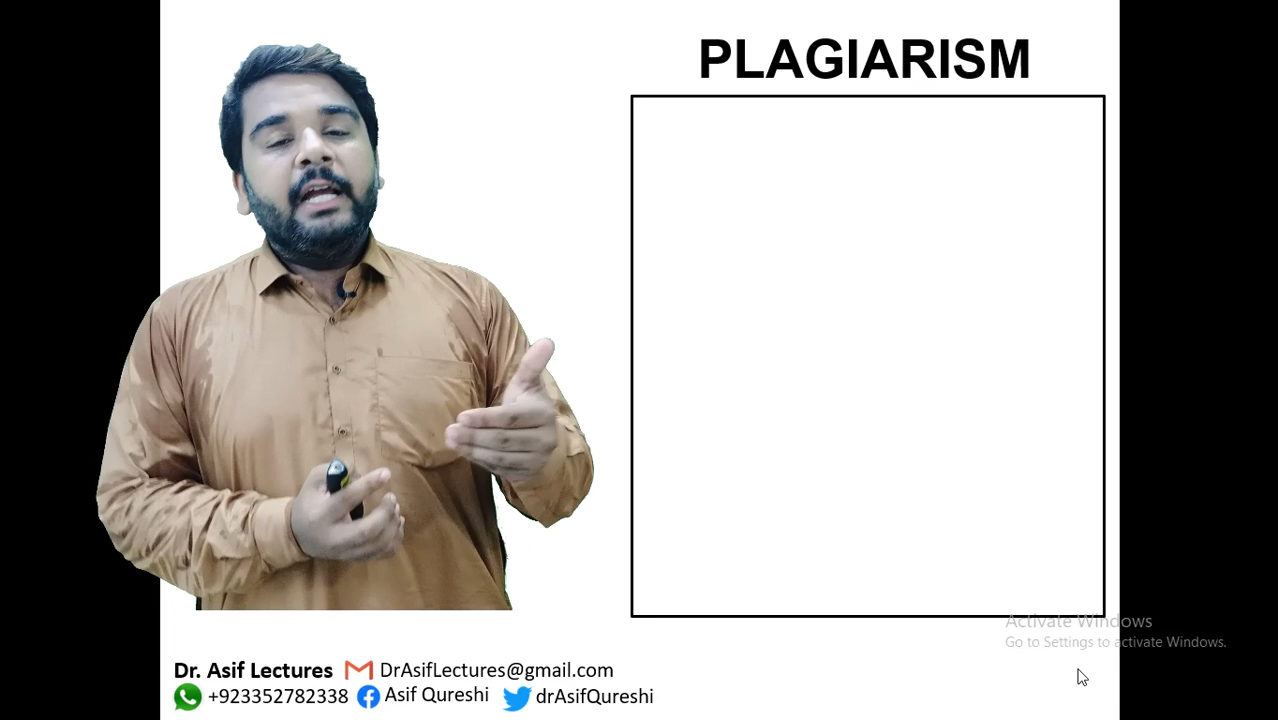 PLAGIARISM
Activate Windows
Go to Settings to activate Windows.
Dr. Asif Lectures DrAsifLectures@gmail.com
+923352782338 Asif Qureshi drAsifQureshi